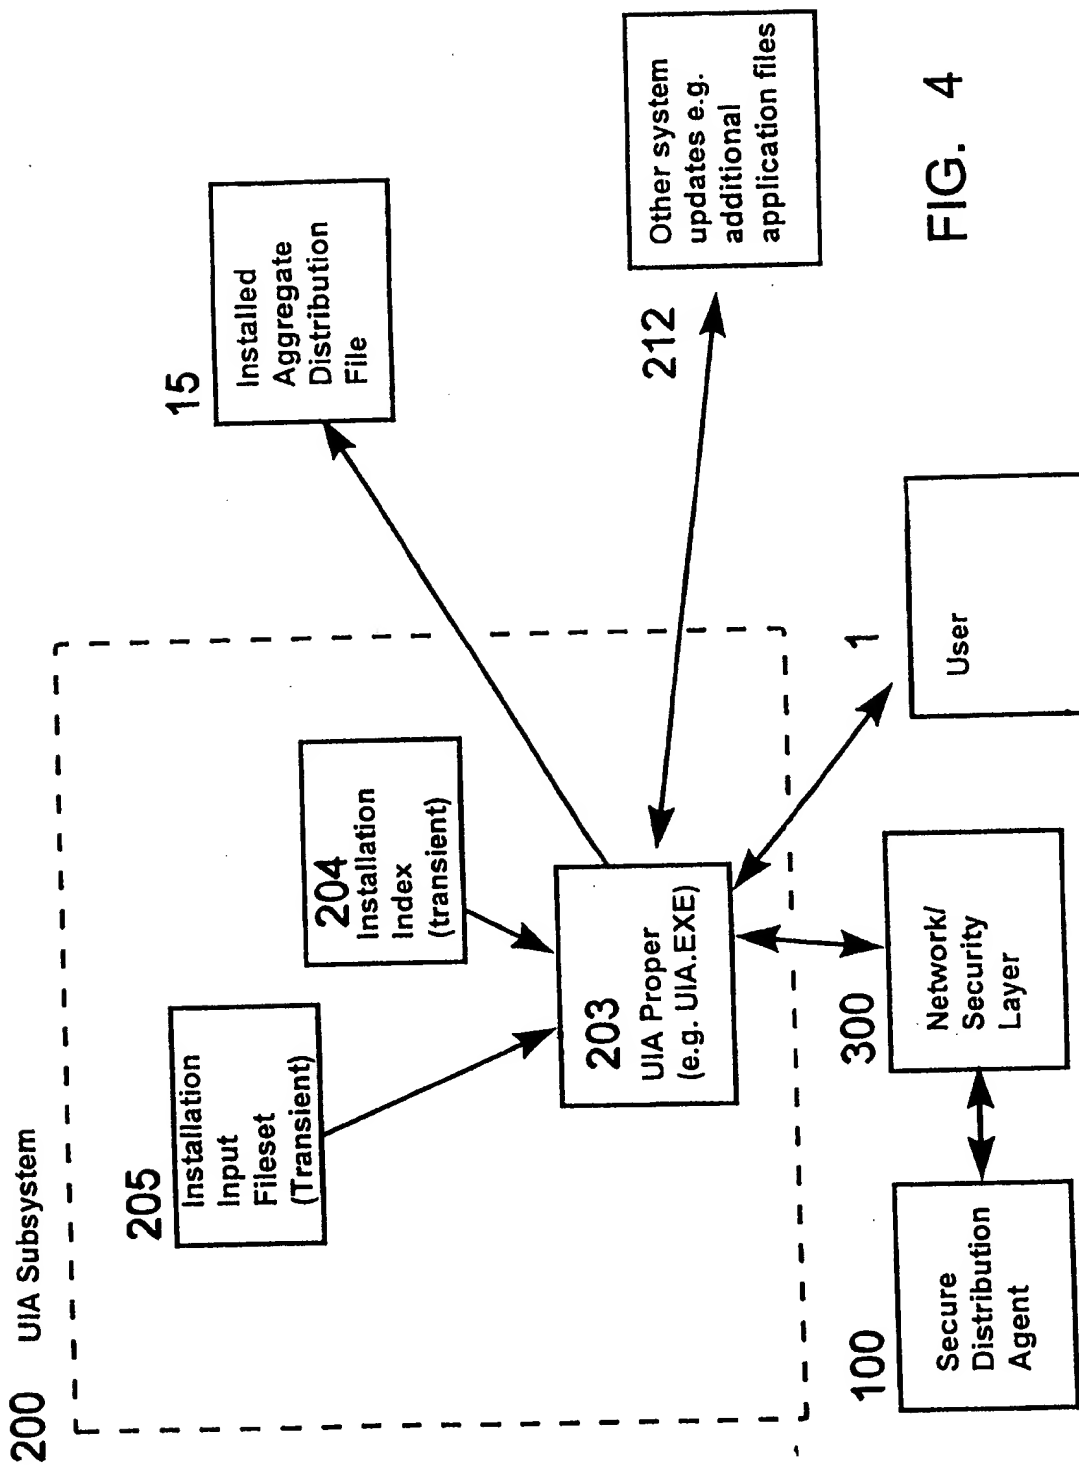 200 UIA Subsystem
205
Installation
Input
Fileset
(Transient)
204
Installation
Index
(transient)
15
Installed
Aggregate
Distribution
File
203
UIA Proper
(e.g. UIA.EXE)
212
Other system
updates e.g.
additional
application files
100
Secure
Distribution
Agent
300
Network/
Security
Layer
1
User
FIG. 4